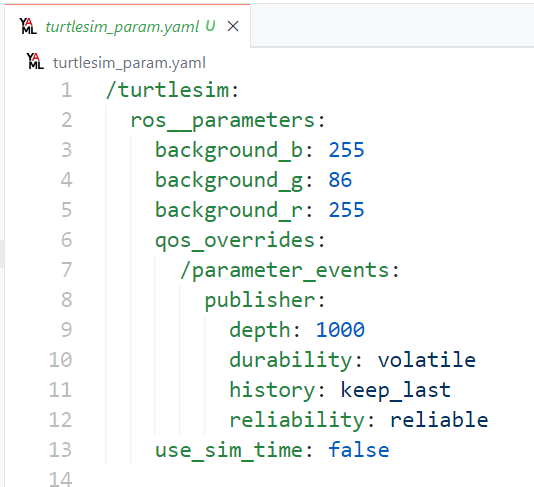 YAML turtlesim_param.yaml U ×
YAML turtlesim_param.yaml
1 /turtlesim:
2   ros__parameters:
3     background_b: 255
4     background_g: 86
5     background_r: 255
6     qos_overrides:
7       /parameter_events:
8         publisher:
9           depth: 1000
10           durability: volatile
11           history: keep_last
12           reliability: reliable
13     use_sim_time: false
14